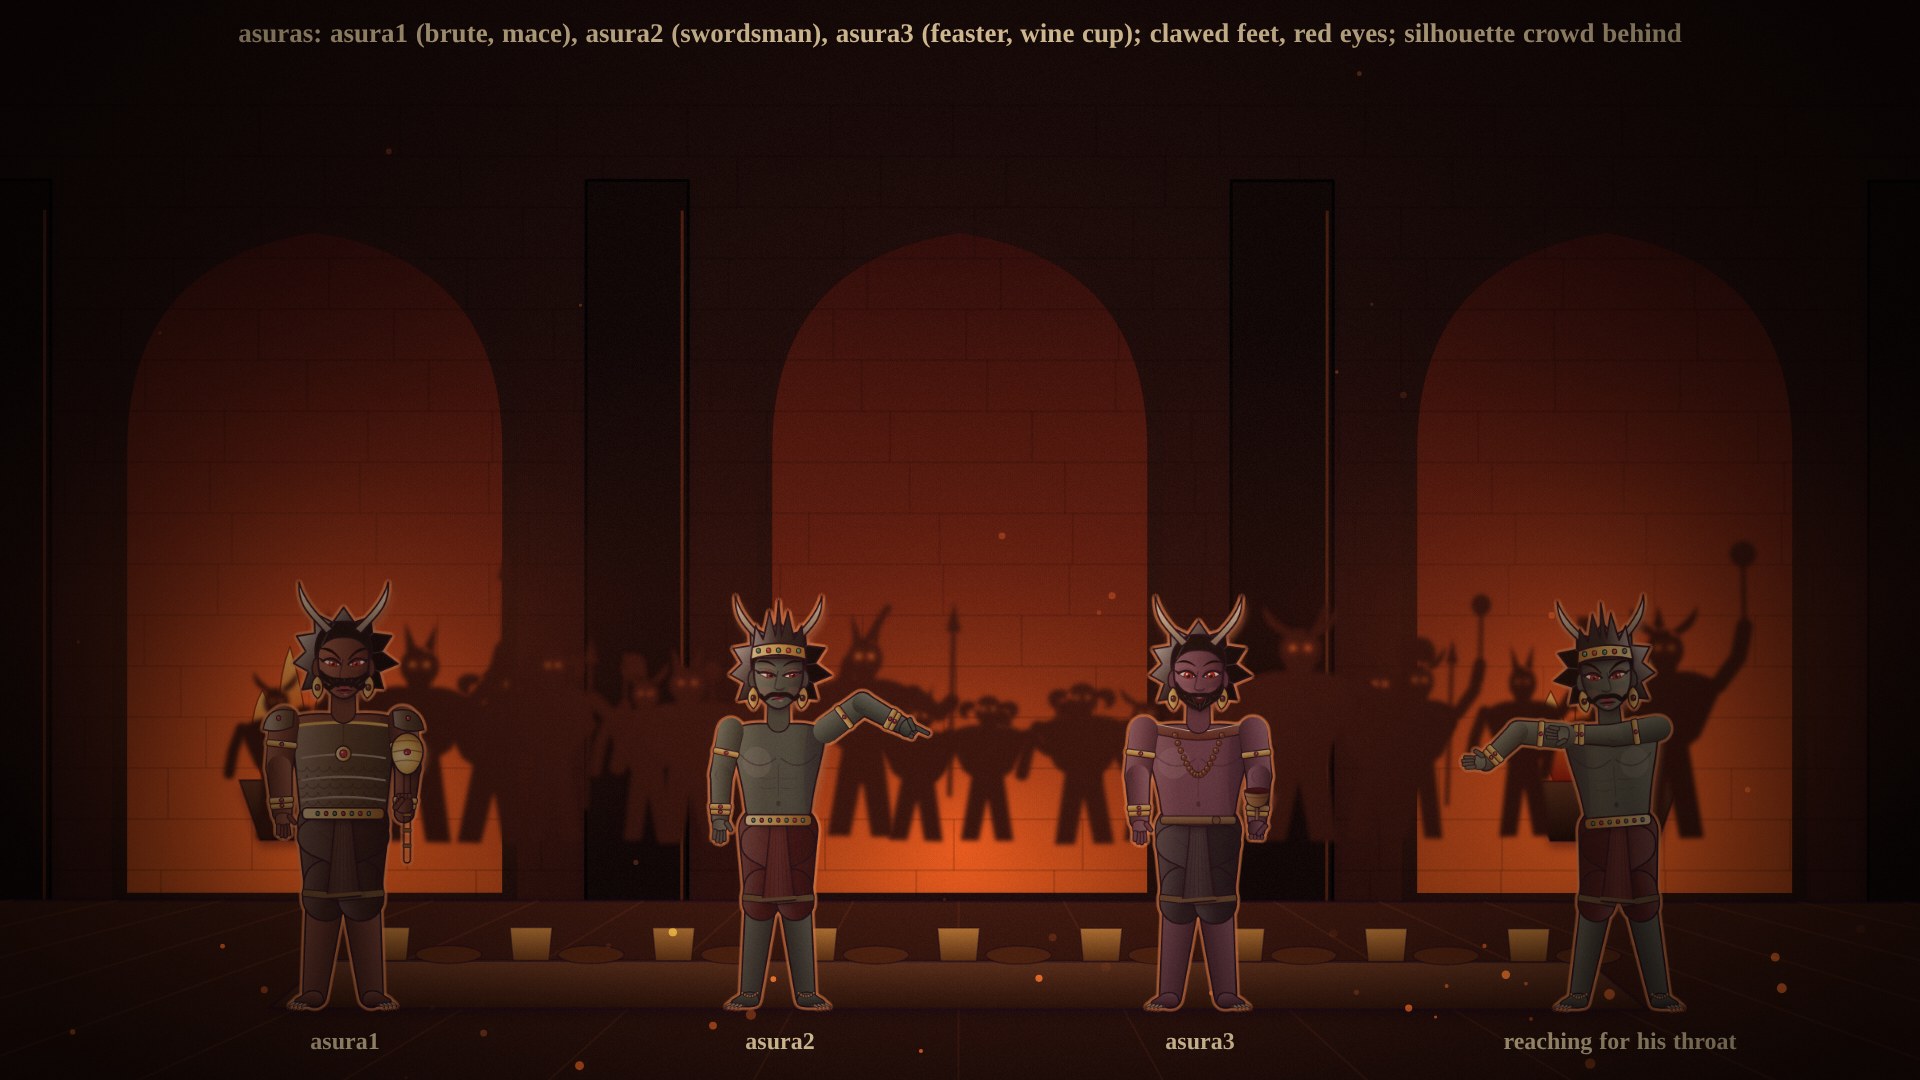 asuras: asura1 (brute, mace), asura2 (swordsman), asura3 (feaster, wine cup); clawed feet, red eyes; silhouette crowd behind
asura1
asura2
asura3
reaching for his throat